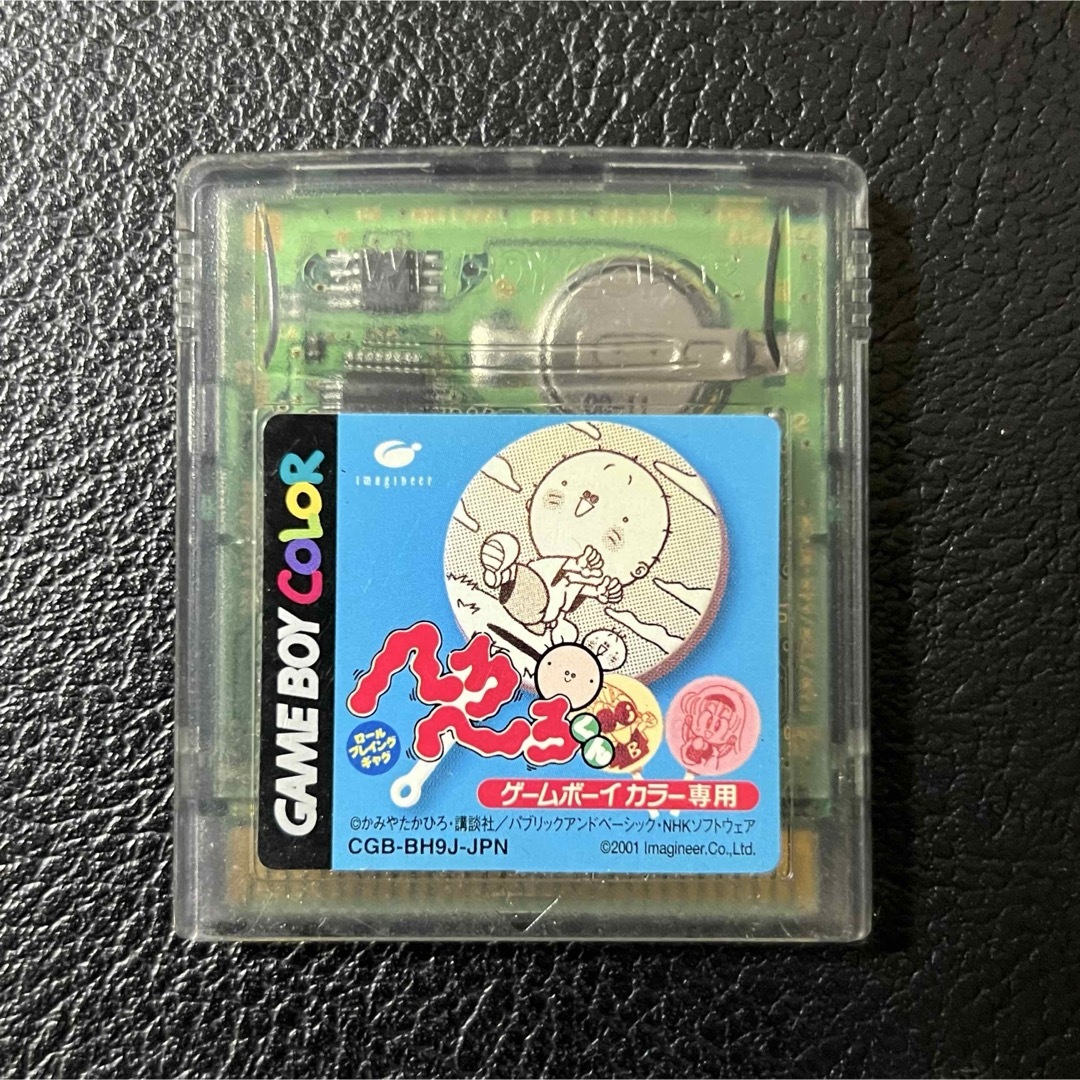 imagineer
GAME BOY COLOR
へろへろくん
ロール
プレイング
チャグ
B
ゲームボーイカラー専用
©かみやたかひろ・講談社／パブリックアンドベーシック・NHKソフトウェア
CGB-BH9J-JPN
©2001 Imagineer.Co.,Ltd.